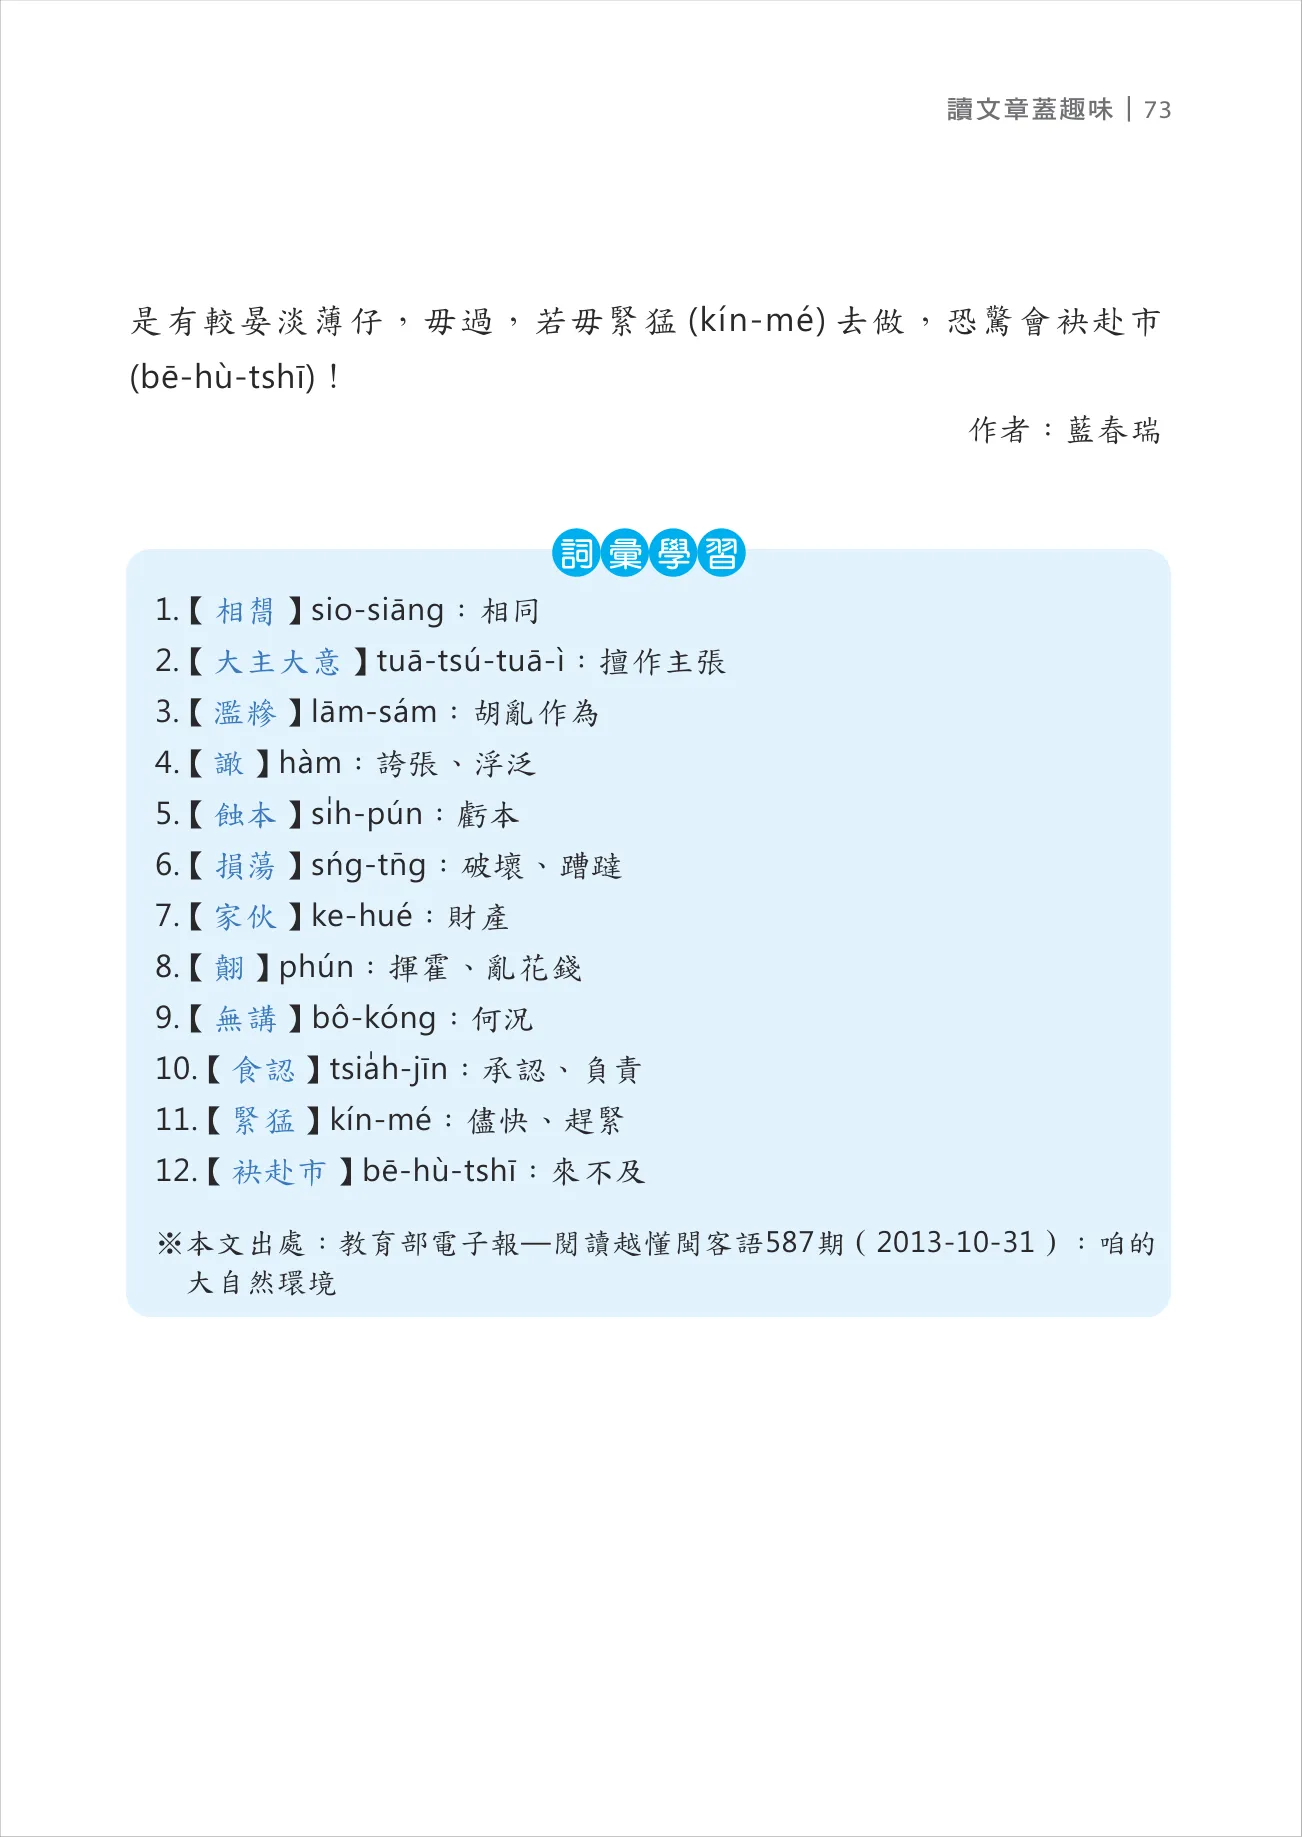 讀文章蓋趣味｜73
是有較晏淡薄仔，毋過，若毋緊猛(kín-mé)去做，恐驚會袂赴市
(bē-hù-tshī)！
作者：藍春瑞
詞彙學習
1.【相𫝛】sio-siāng：相同
2.【大主大意】tuā-tsú-tuā-ì：擅作主張
3.【濫糝】lām-sám：胡亂作為
4.【譀】hàm：誇張、浮泛
5.【蝕本】si̍h-pún：虧本
6.【損蕩】sńg-tn̄g：破壞、蹧躂
7.【家伙】ke-hué：財產
8.【翸】phún：揮霍、亂花錢
9.【無講】bô-kóng：何況
10.【食認】tsia̍h-jīn：承認、負責
11.【緊猛】kín-mé：儘快、趕緊
12.【袂赴市】bē-hù-tshī：來不及
※本文出處：教育部電子報—閱讀越懂閩客語587期（2013-10-31）：咱的
大自然環境